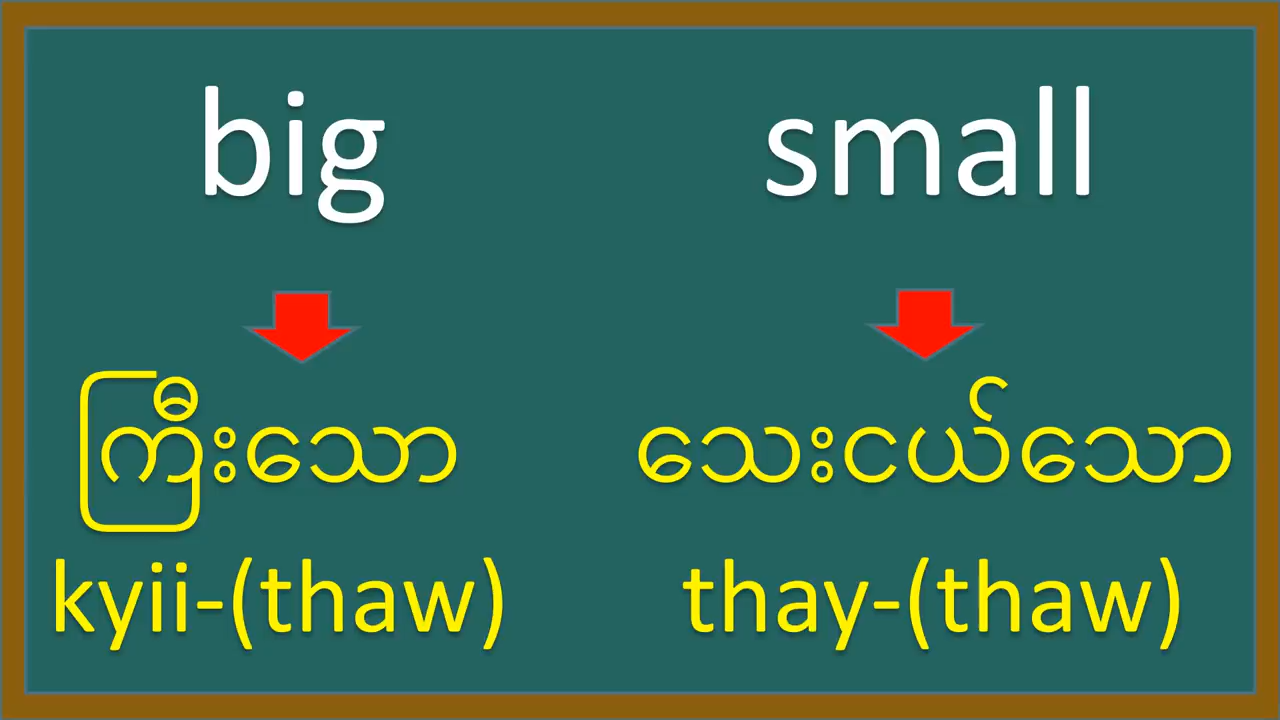 big
small
ကြီးသော
သေးငယ်သော
kyii-(thaw)
thay-(thaw)